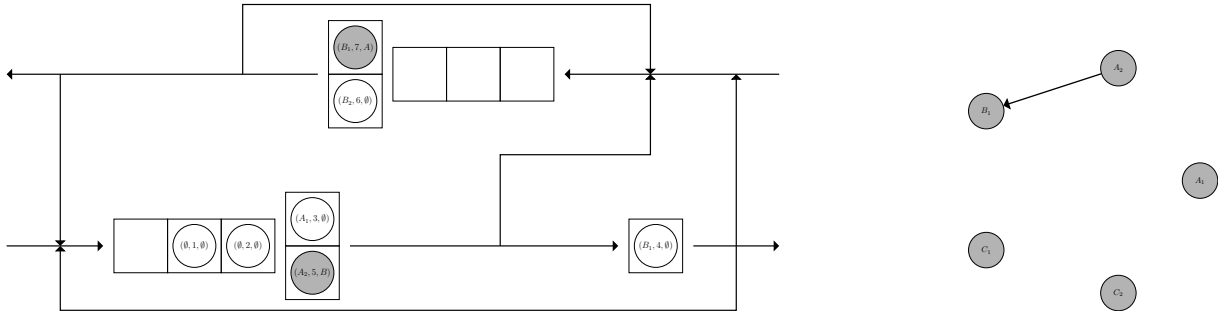 (B₁, 7, A)
(B₂, 6, ∅)
(∅, 1, ∅)
(∅, 2, ∅)
(A₁, 3, ∅)
(A₂, 5, B)
(B₁, 4, ∅)
A₂
B₁
A₁
C₁
C₂